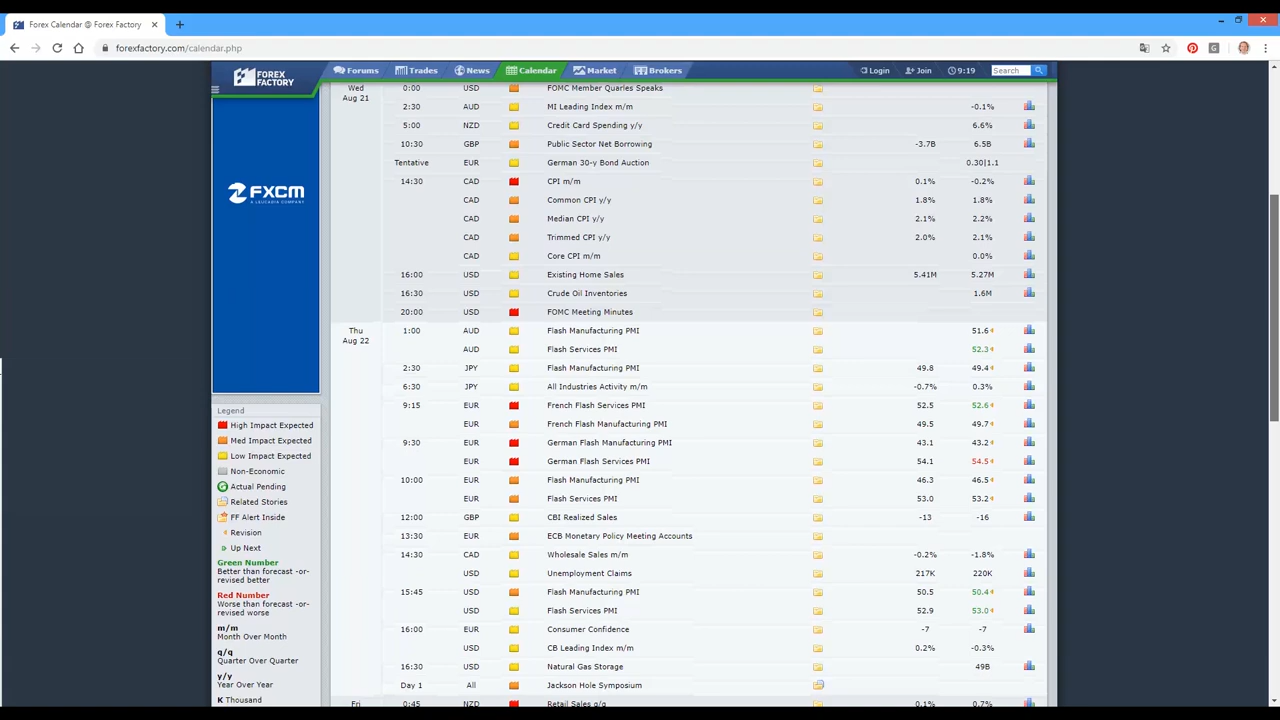 Forex Calendar @ Forex Factory
forexfactory.com/calendar.php
FOREX FACTORY Forums Trades News Calendar Market Brokers Login Join 9:19 Search
Wed Aug 21 0:00 USD FOMC Member Quarles Speaks
2:30 AUD MI Leading Index m/m -0.1%
5:00 NZD Credit Card Spending y/y 6.6%
10:30 GBP Public Sector Net Borrowing -3.7B 6.5B
Tentative EUR German 30-y Bond Auction 0.30|1.1
14:30 CAD CPI m/m 0.1% -0.2%
CAD Common CPI y/y 1.8% 1.8%
CAD Median CPI y/y 2.1% 2.2%
CAD Trimmed CPI y/y 2.0% 2.1%
CAD Core CPI m/m 0.0%
16:00 USD Existing Home Sales 5.41M 5.27M
16:30 USD Crude Oil Inventories 1.6M
20:00 USD FOMC Meeting Minutes
Thu Aug 22 1:00 AUD Flash Manufacturing PMI 51.6
AUD Flash Services PMI 52.3
2:30 JPY Flash Manufacturing PMI 49.8 49.4
6:30 JPY All Industries Activity m/m -0.7% 0.3%
9:15 EUR French Flash Services PMI 52.5 52.6
EUR French Flash Manufacturing PMI 49.5 49.7
9:30 EUR German Flash Manufacturing PMI 43.1 43.2
EUR German Flash Services PMI 54.1 54.5
10:00 EUR Flash Manufacturing PMI 46.3 46.5
EUR Flash Services PMI 53.0 53.2
12:00 GBP CBI Realized Sales -13 -16
13:30 EUR ECB Monetary Policy Meeting Accounts
14:30 CAD Wholesale Sales m/m -0.2% -1.8%
USD Unemployment Claims 217K 220K
15:45 USD Flash Manufacturing PMI 50.5 50.4
USD Flash Services PMI 52.9 53.0
16:00 EUR Consumer Confidence -7 -7
USD CB Leading Index m/m 0.2% -0.3%
16:30 USD Natural Gas Storage 49B
Day 1 All Jackson Hole Symposium
Fri 0:45 NZD Retail Sales q/q 0.1% 0.7%
FXCM
A LEUCADIA COMPANY
Legend
High Impact Expected
Med Impact Expected
Low Impact Expected
Non-Economic
Actual Pending
Related Stories
FF Alert Inside
Revision
Up Next
Green Number
Better than forecast -or-
revised better
Red Number
Worse than forecast -or-
revised worse
m/m
Month Over Month
q/q
Quarter Over Quarter
y/y
Year Over Year
K Thousand